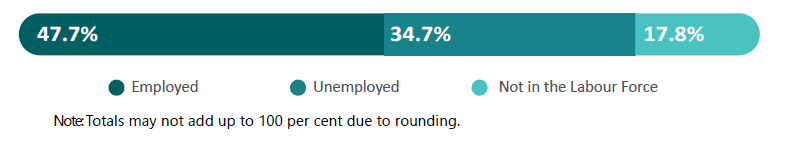 47.7% 34.7% 17.8%
Employed Unemployed Not in the Labour Force
Note:Totals may not add up to 100 per cent due to rounding.